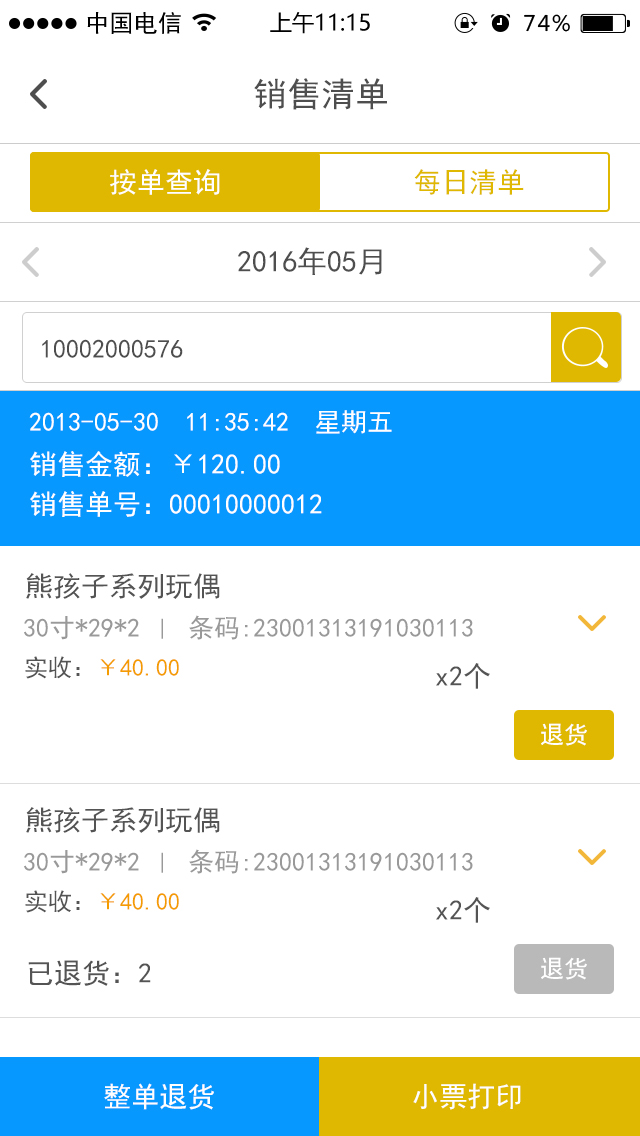 中国电信 上午11:15 74%
销售清单
按单查询 每日清单
2016年05月
10002000576
2013-05-30 11:35:42 星期五
销售金额：￥120.00
销售单号：00010000012
熊孩子系列玩偶
30寸*29*2 | 条码:23001313191030113
实收：￥40.00 x2个
退货
熊孩子系列玩偶
30寸*29*2 | 条码:23001313191030113
实收：￥40.00 x2个
已退货：2 退货
整单退货 小票打印